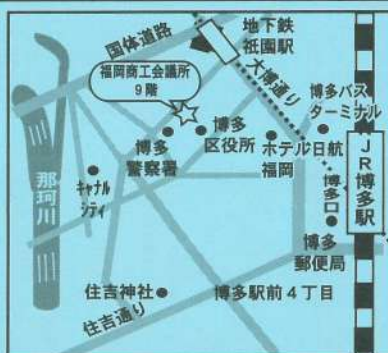 国体道路
地下鉄
祇園駅
大博通り
福岡商工会議所
9階
博多バス
ターミナル
博多
区役所
博多
警察署
ホテル日航
福岡
JR博多駅
博多口
キャナル
シティ
那珂川
博多
郵便局
住吉神社
博多駅前4丁目
住吉通り